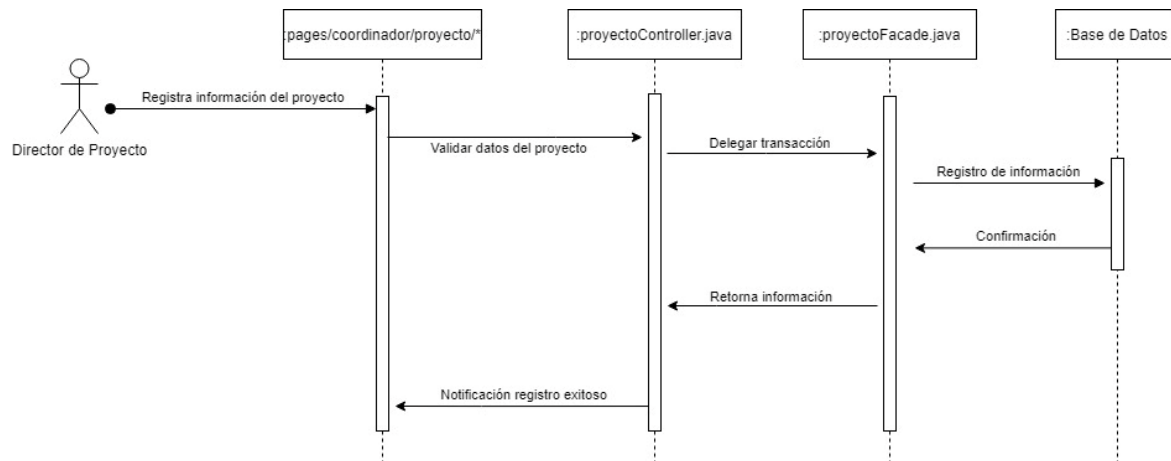 :pages/coordinador/proyecto/*
:proyectoController.java
:proyectoFacade.java
:Base de Datos
Registra información del proyecto
Director de Proyecto
Validar datos del proyecto
Delegar transacción
Registro de información
Confirmación
Retorna información
Notificación registro exitoso